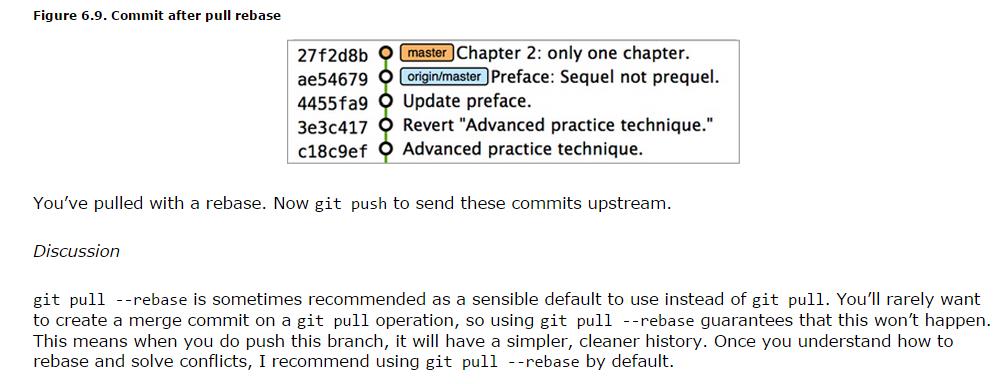 Figure 6.9. Commit after pull rebase
27f2d8b master Chapter 2: only one chapter.
ae54679 origin/master Preface: Sequel not prequel.
4455fa9 Update preface.
3e3c417 Revert "Advanced practice technique."
c18c9ef Advanced practice technique.
You’ve pulled with a rebase. Now git push to send these commits upstream.
Discussion
git pull --rebase is sometimes recommended as a sensible default to use instead of git pull. You’ll rarely want
to create a merge commit on a git pull operation, so using git pull --rebase guarantees that this won’t happen.
This means when you do push this branch, it will have a simpler, cleaner history. Once you understand how to
rebase and solve conflicts, I recommend using git pull --rebase by default.